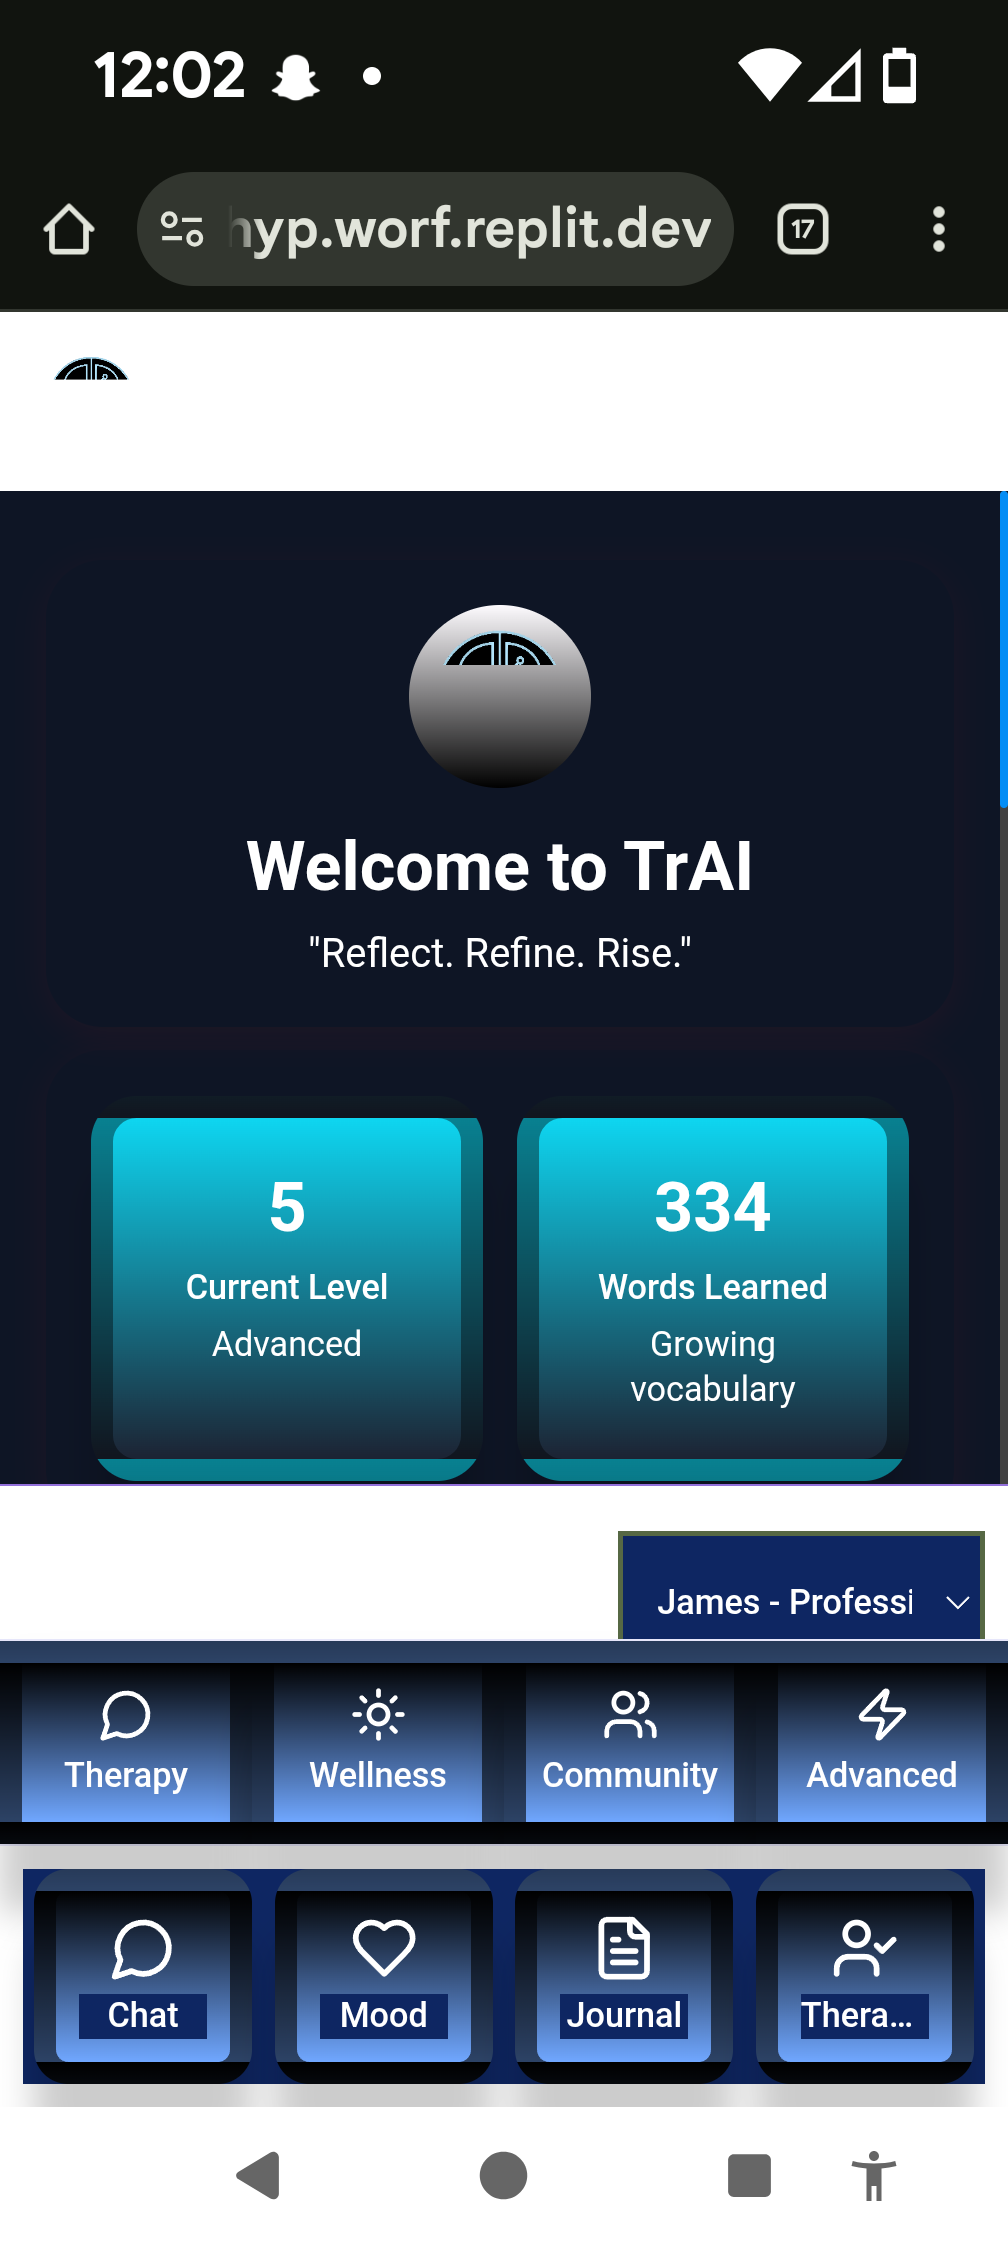 12:02
hyp.worf.replit.dev
17
Welcome to TrAI
"Reflect. Refine. Rise."
5
Current Level
Advanced
334
Words Learned
Growing
vocabulary
James - Professi
Therapy
Wellness
Community
Advanced
Chat
Mood
Journal
Thera...